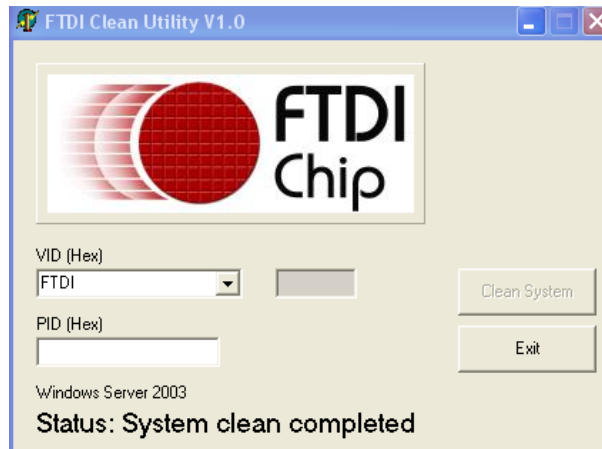 FTDI Clean Utility V1.0
FTDI
Chip
VID (Hex)
FTDI
Clean System
PID (Hex)
Exit
Windows Server 2003
Status: System clean completed